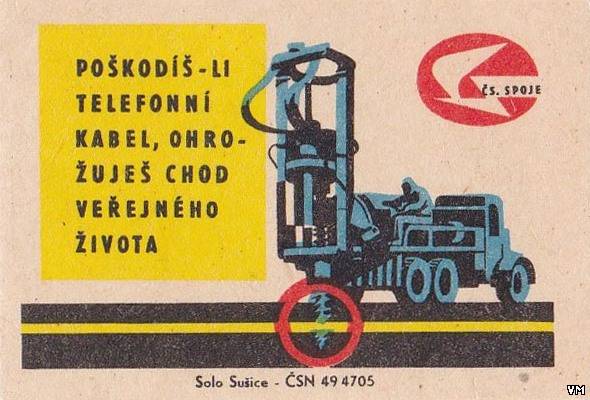 POŠKODÍŠ-LI
TELEFONNÍ
KABEL, OHRO-
ŽUJEŠ CHOD
VEŘEJNÉHO
ŽIVOTA
ČS. SPOJE
Solo Sušice - ČSN 49 4705
VM